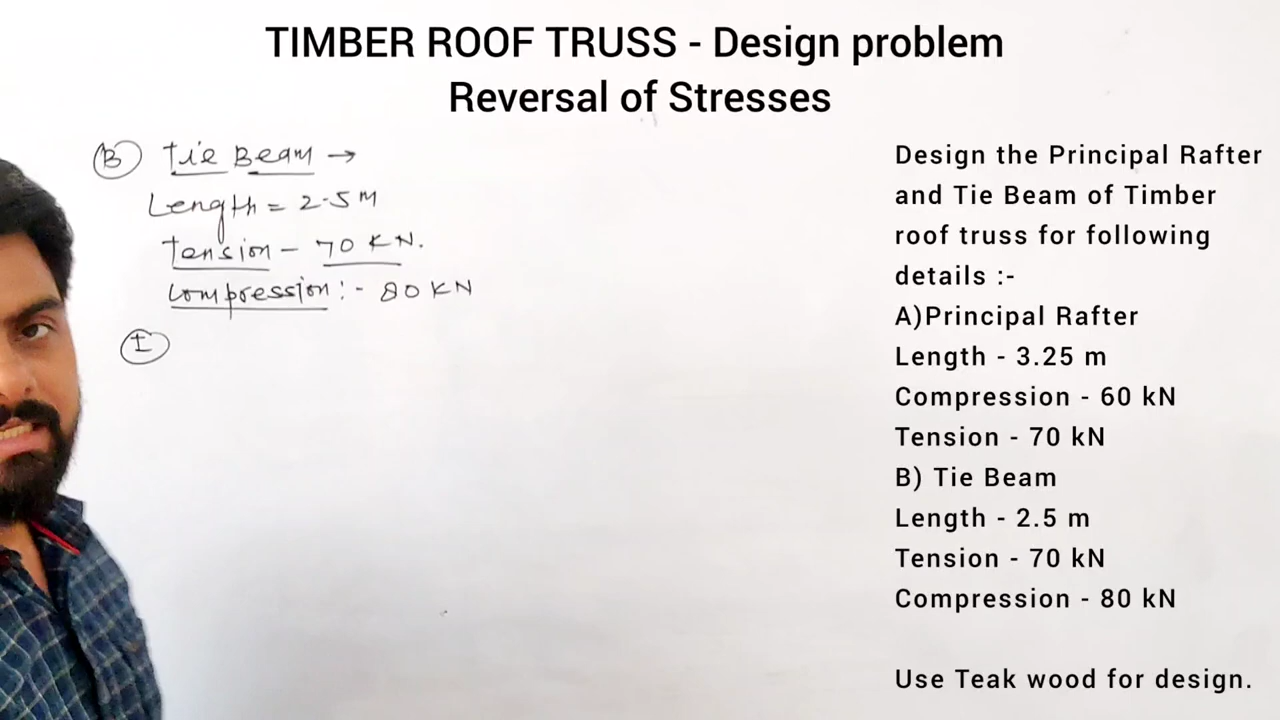 TIMBER ROOF TRUSS - Design problem
Reversal of Stresses
B Tie Beam →
Length = 2.5 M
Tension - 70 KN.
Compression :- 80 KN
I
Design the Principal Rafter
and Tie Beam of Timber
roof truss for following
details :-
A)Principal Rafter
Length - 3.25 m
Compression - 60 kN
Tension - 70 kN
B) Tie Beam
Length - 2.5 m
Tension - 70 kN
Compression - 80 kN
Use Teak wood for design.